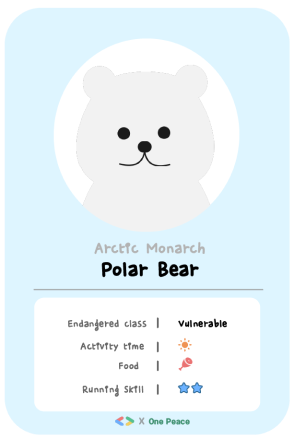 Arctic Monarch
Polar Bear
Endangered class | Vulnerable
Activity time |
Food |
Running Skill |
X One Peace